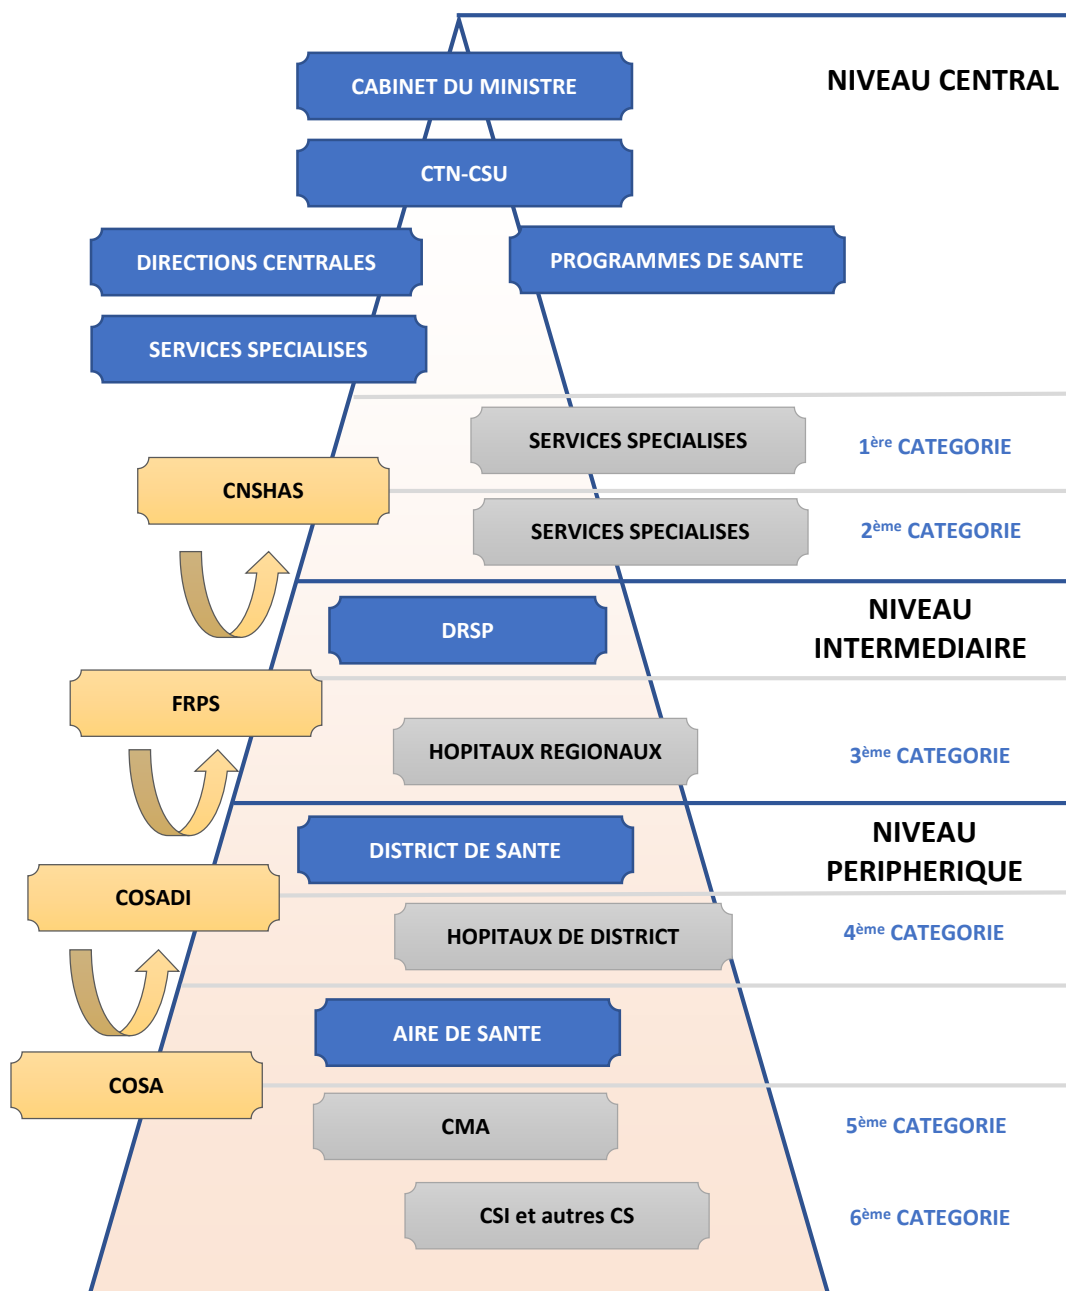 CABINET DU MINISTRE
NIVEAU CENTRAL
CTN-CSU
DIRECTIONS CENTRALES
PROGRAMMES DE SANTE
SERVICES SPECIALISES
SERVICES SPECIALISES
1ère CATEGORIE
CNSHAS
SERVICES SPECIALISES
2ème CATEGORIE
DRSP
NIVEAU
INTERMEDIAIRE
FRPS
HOPITAUX REGIONAUX
3ème CATEGORIE
DISTRICT DE SANTE
NIVEAU
PERIPHERIQUE
COSADI
HOPITAUX DE DISTRICT
4ème CATEGORIE
AIRE DE SANTE
COSA
CMA
5ème CATEGORIE
CSI et autres CS
6ème CATEGORIE